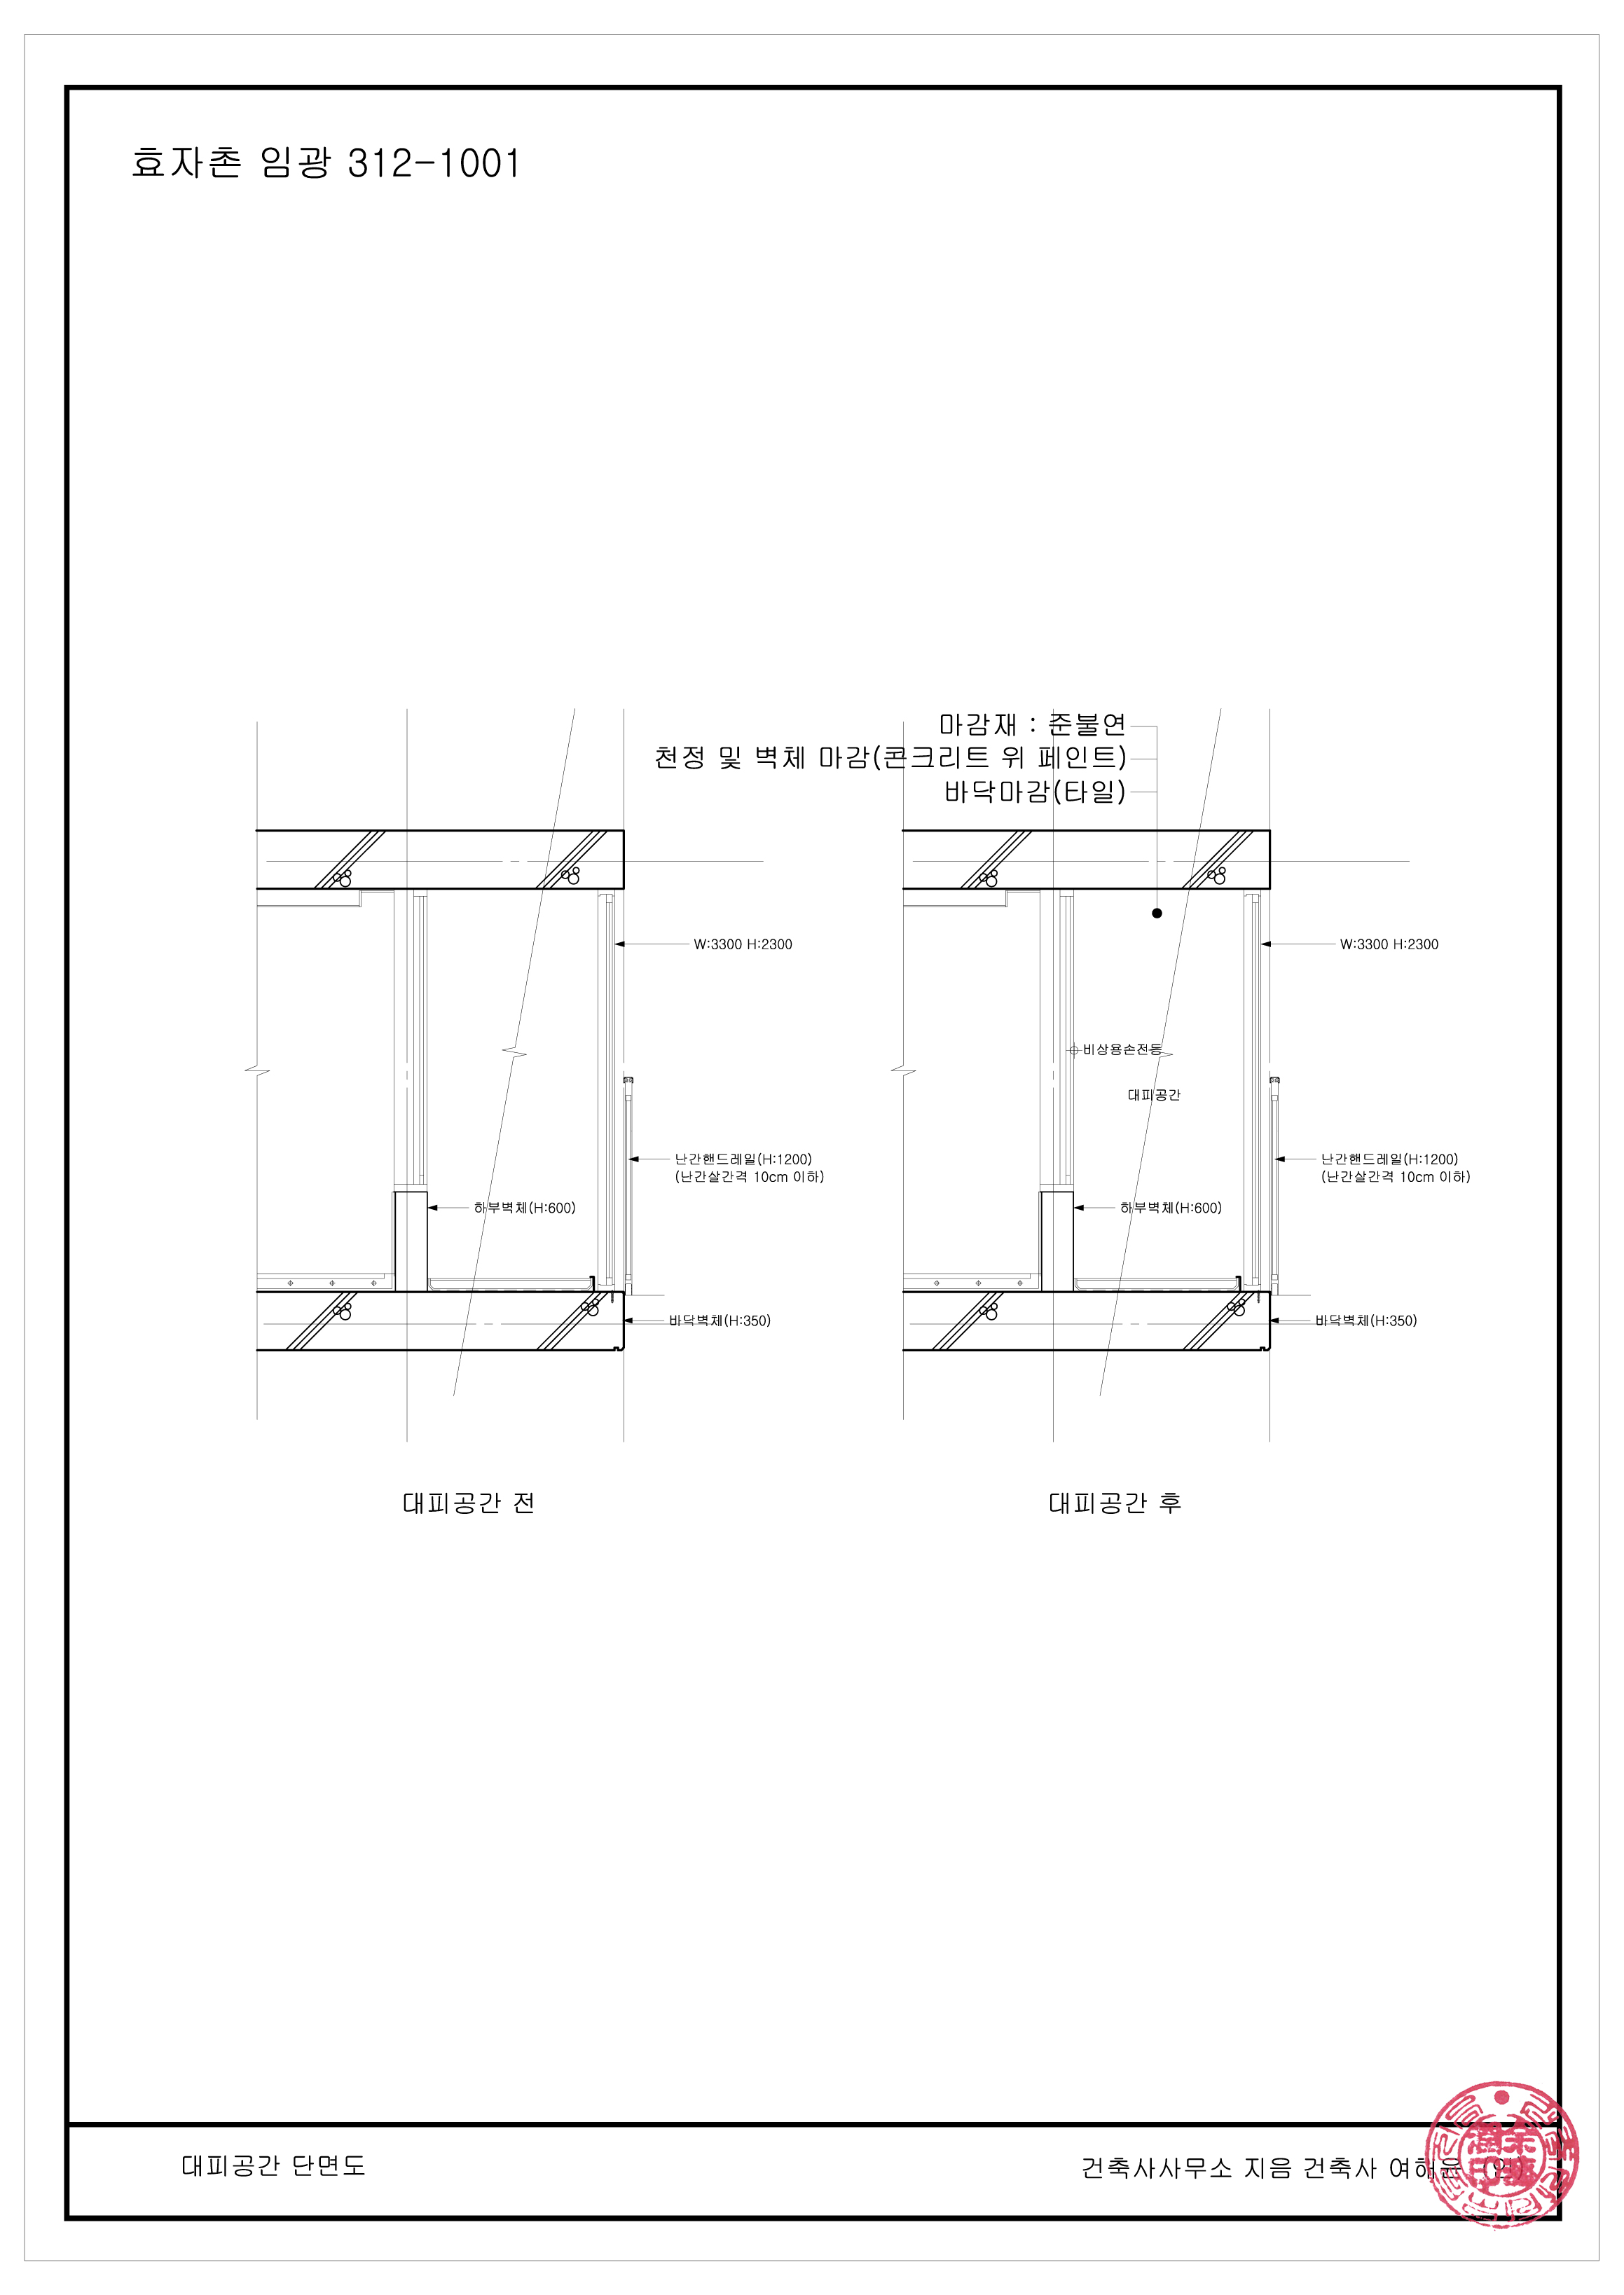 효자촌 임광 312-1001
마감재 : 준불연
천정 및 벽체 마감(콘크리트 위 페인트)
바닥마감(타일)
W:3300 H:2300
난간핸드레일(H:1200)
(난간살간격 10cm 이하)
하부벽체(H:600)
바닥벽체(H:350)
대피공간 전
W:3300 H:2300
비상용손전등
대피공간
난간핸드레일(H:1200)
(난간살간격 10cm 이하)
하부벽체(H:600)
바닥벽체(H:350)
대피공간 후
대피공간 단면도
건축사사무소 지음 건축사 여하운 (인)